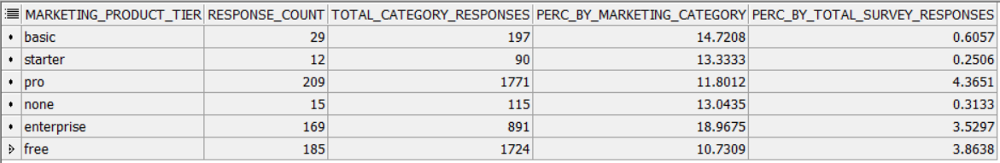 MARKETING_PRODUCT_TIER RESPONSE_COUNT TOTAL_CATEGORY_RESPONSES PERC_BY_MARKETING_CATEGORY PERC_BY_TOTAL_SURVEY_RESPONSES
basic 29 197 14.7208 0.6057
starter 12 90 13.3333 0.2506
pro 209 1771 11.8012 4.3651
none 15 115 13.0435 0.3133
enterprise 169 891 18.9675 3.5297
free 185 1724 10.7309 3.8638